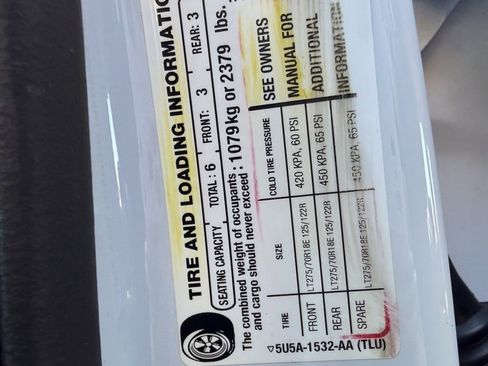 TIRE AND LOADING INFORMATION
SEATING CAPACITY TOTAL: 6 FRONT: 3 REAR: 3
The combined weight of occupants
and cargo should never exceed : 1079kg or 2379 lbs.
TIRE SIZE COLD TIRE PRESSURE SEE OWNERS
MANUAL FOR
ADDITIONAL
INFORMATION
FRONT LT275/70R18E 125/122R 420 KPA, 60 PSI
REAR LT275/70R18E 125/122R 450 KPA, 65 PSI
SPARE LT275/70R18E 125/122R 450 KPA, 65 PSI
5U5A-1532-AA (TLU)